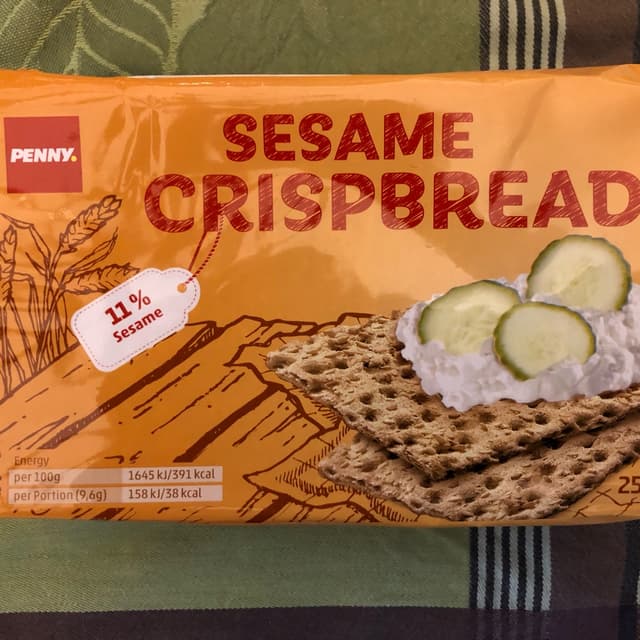 PENNY.
SESAME
CRISPBREAD
11%
Sesame
Energy
per 100g 1645 kJ/391 kcal
per Portion (9,6g) 158 kJ/38 kcal
25